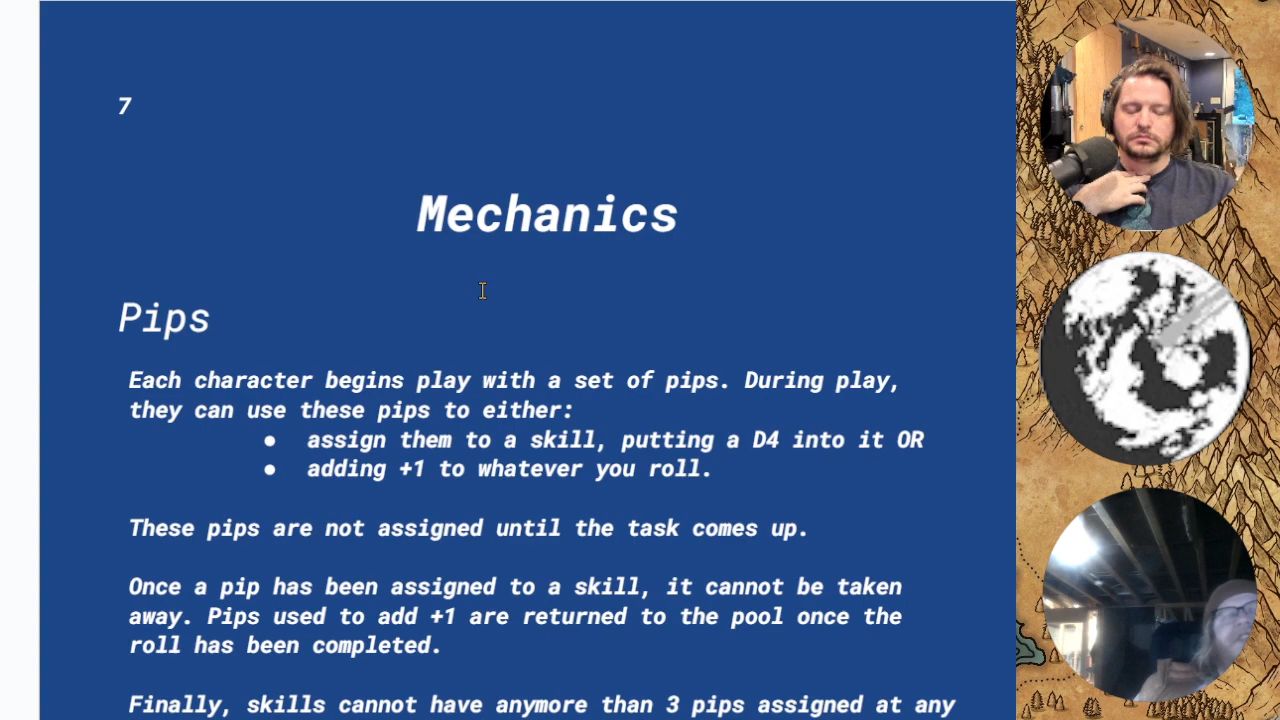 7
Mechanics
Pips
Each character begins play with a set of pips. During play,
they can use these pips to either:
● assign them to a skill, putting a D4 into it OR
● adding +1 to whatever you roll.
These pips are not assigned until the task comes up.
Once a pip has been assigned to a skill, it cannot be taken
away. Pips used to add +1 are returned to the pool once the
roll has been completed.
Finally, skills cannot have anymore than 3 pips assigned at any